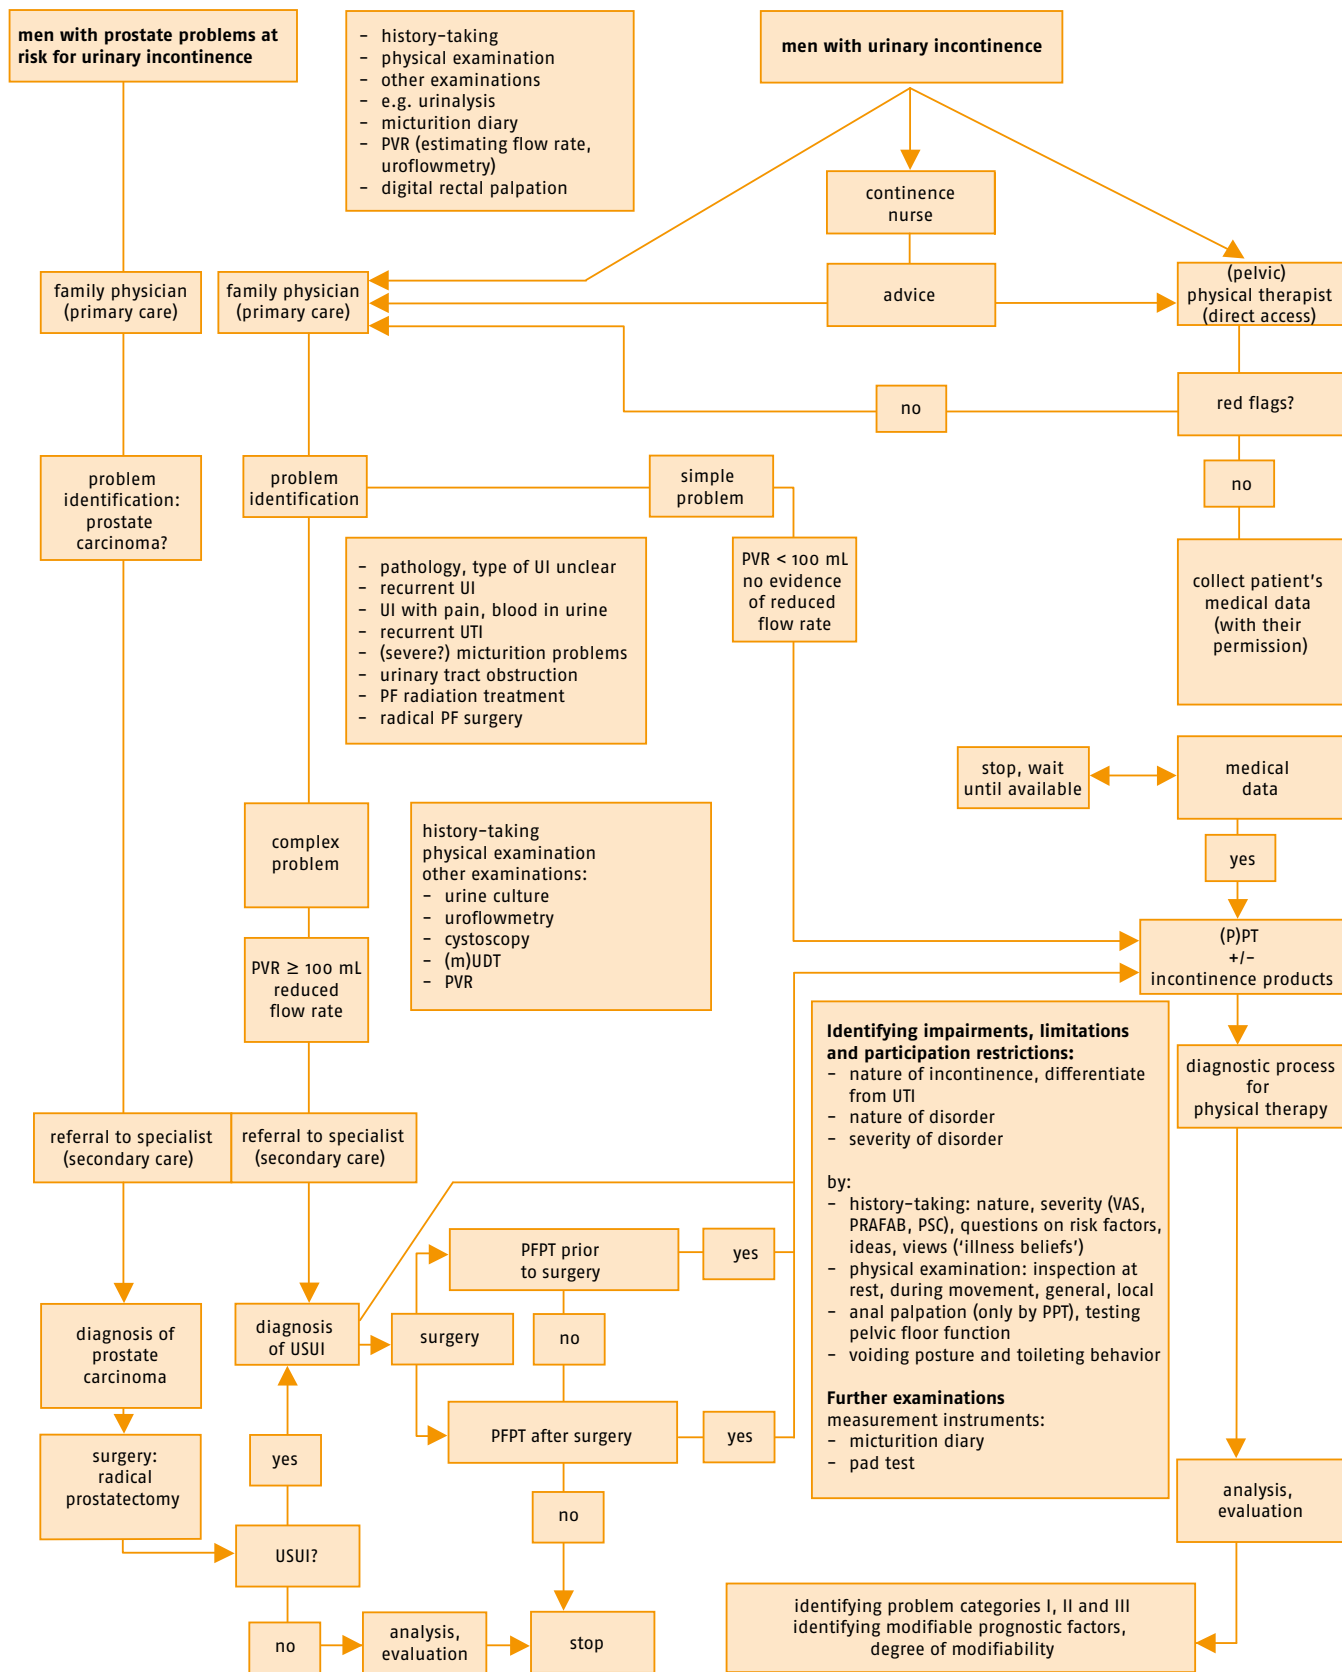 men with prostate problems at
risk for urinary incontinence
- history-taking
- physical examination
- other examinations
- e.g. urinalysis
- micturition diary
- PVR (estimating flow rate,
uroflowmetry)
- digital rectal palpation
men with urinary incontinence
continence
nurse
family physician
(primary care)
family physician
(primary care)
advice
(pelvic)
physical therapist
(direct access)
no
red flags?
problem
identification:
prostate
carcinoma?
problem
identification
simple
problem
no
- pathology, type of UI unclear
- recurrent UI
- UI with pain, blood in urine
- recurrent UTI
- (severe?) micturition problems
- urinary tract obstruction
- PF radiation treatment
- radical PF surgery
PVR < 100 mL
no evidence
of reduced
flow rate
collect patient's
medical data
(with their
permission)
stop, wait
until available
medical
data
complex
problem
history-taking
physical examination
other examinations:
- urine culture
- uroflowmetry
- cystoscopy
- (m)UDT
- PVR
yes
PVR ≥ 100 mL
reduced
flow rate
(P)PT
+/-
incontinence products
Identifying impairments, limitations
and participation restrictions:
- nature of incontinence, differentiate
from UTI
- nature of disorder
- severity of disorder
by:
- history-taking: nature, severity (VAS,
PRAFAB, PSC), questions on risk factors,
ideas, views ('illness beliefs')
- physical examination: inspection at
rest, during movement, general, local
- anal palpation (only by PPT), testing
pelvic floor function
- voiding posture and toileting behavior
Further examinations
measurement instruments:
- micturition diary
- pad test
diagnostic process
for
physical therapy
referral to specialist
(secondary care)
referral to specialist
(secondary care)
PFPT prior
to surgery
yes
diagnosis of
prostate
carcinoma
diagnosis
of USUI
surgery
no
PFPT after surgery
yes
surgery:
radical
prostatectomy
yes
no
analysis,
evaluation
USUI?
no
analysis,
evaluation
stop
identifying problem categories I, II and III
identifying modifiable prognostic factors,
degree of modifiability